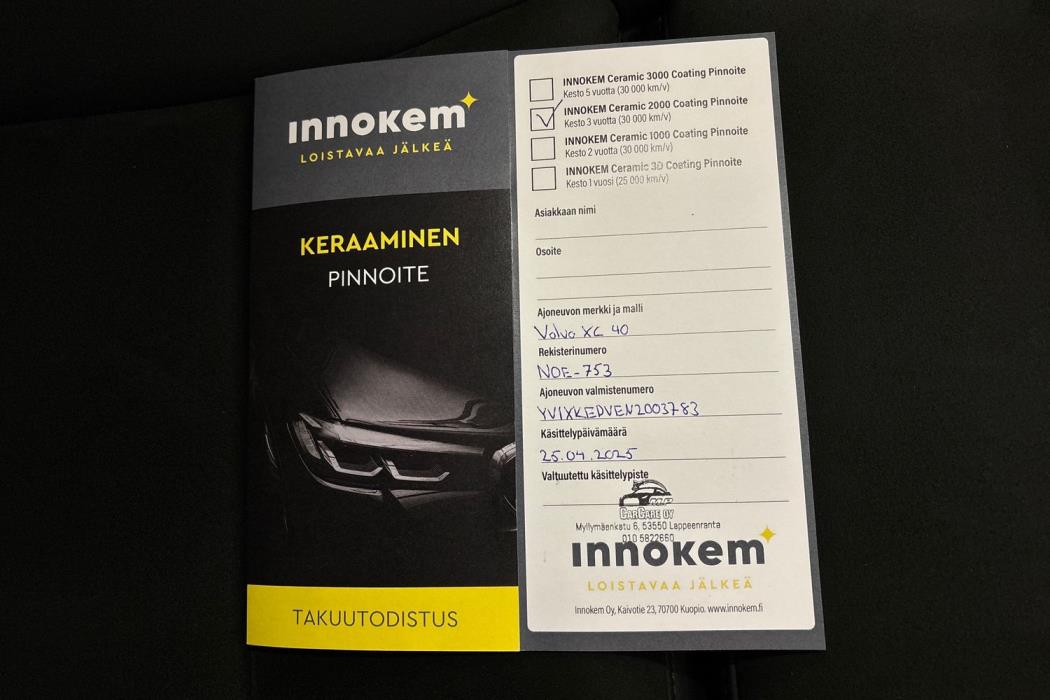 Innokem
LOISTAVAA JÄLKEÄ
KERAAMINEN
PINNOITE
TAKUUTODISTUS
INNOKEM Ceramic 3000 Coating Pinnoite
Kesto 5 vuotta (30 000 km/v)
INNOKEM Ceramic 2000 Coating Pinnoite
Kesto 3 vuotta (30 000 km/v)
INNOKEM Ceramic 1000 Coating Pinnoite
Kesto 2 vuotta (30 000 km/v)
INNOKEM Ceramic 3D Coating Pinnoite
Kesto 1 vuosi (25 000 km/v)
Asiakkaan nimi
Osoite
Ajoneuvon merkki ja malli
Volvo XC 40
Rekisterinumero
NOE-753
Ajoneuvon valmistenumero
YV1XKEDVEN2003783
Käsittelypäivämäärä
25.04.2025
Valtuutettu käsittelypiste
M.P
CARCARE OY
Myllymäenkatu 6, 53550 Lappeenranta
010 5822660
Innokem
LOISTAVAA JÄLKEÄ
Innokem Oy, Kaivotie 23, 70700 Kuopio. www.innokem.fi